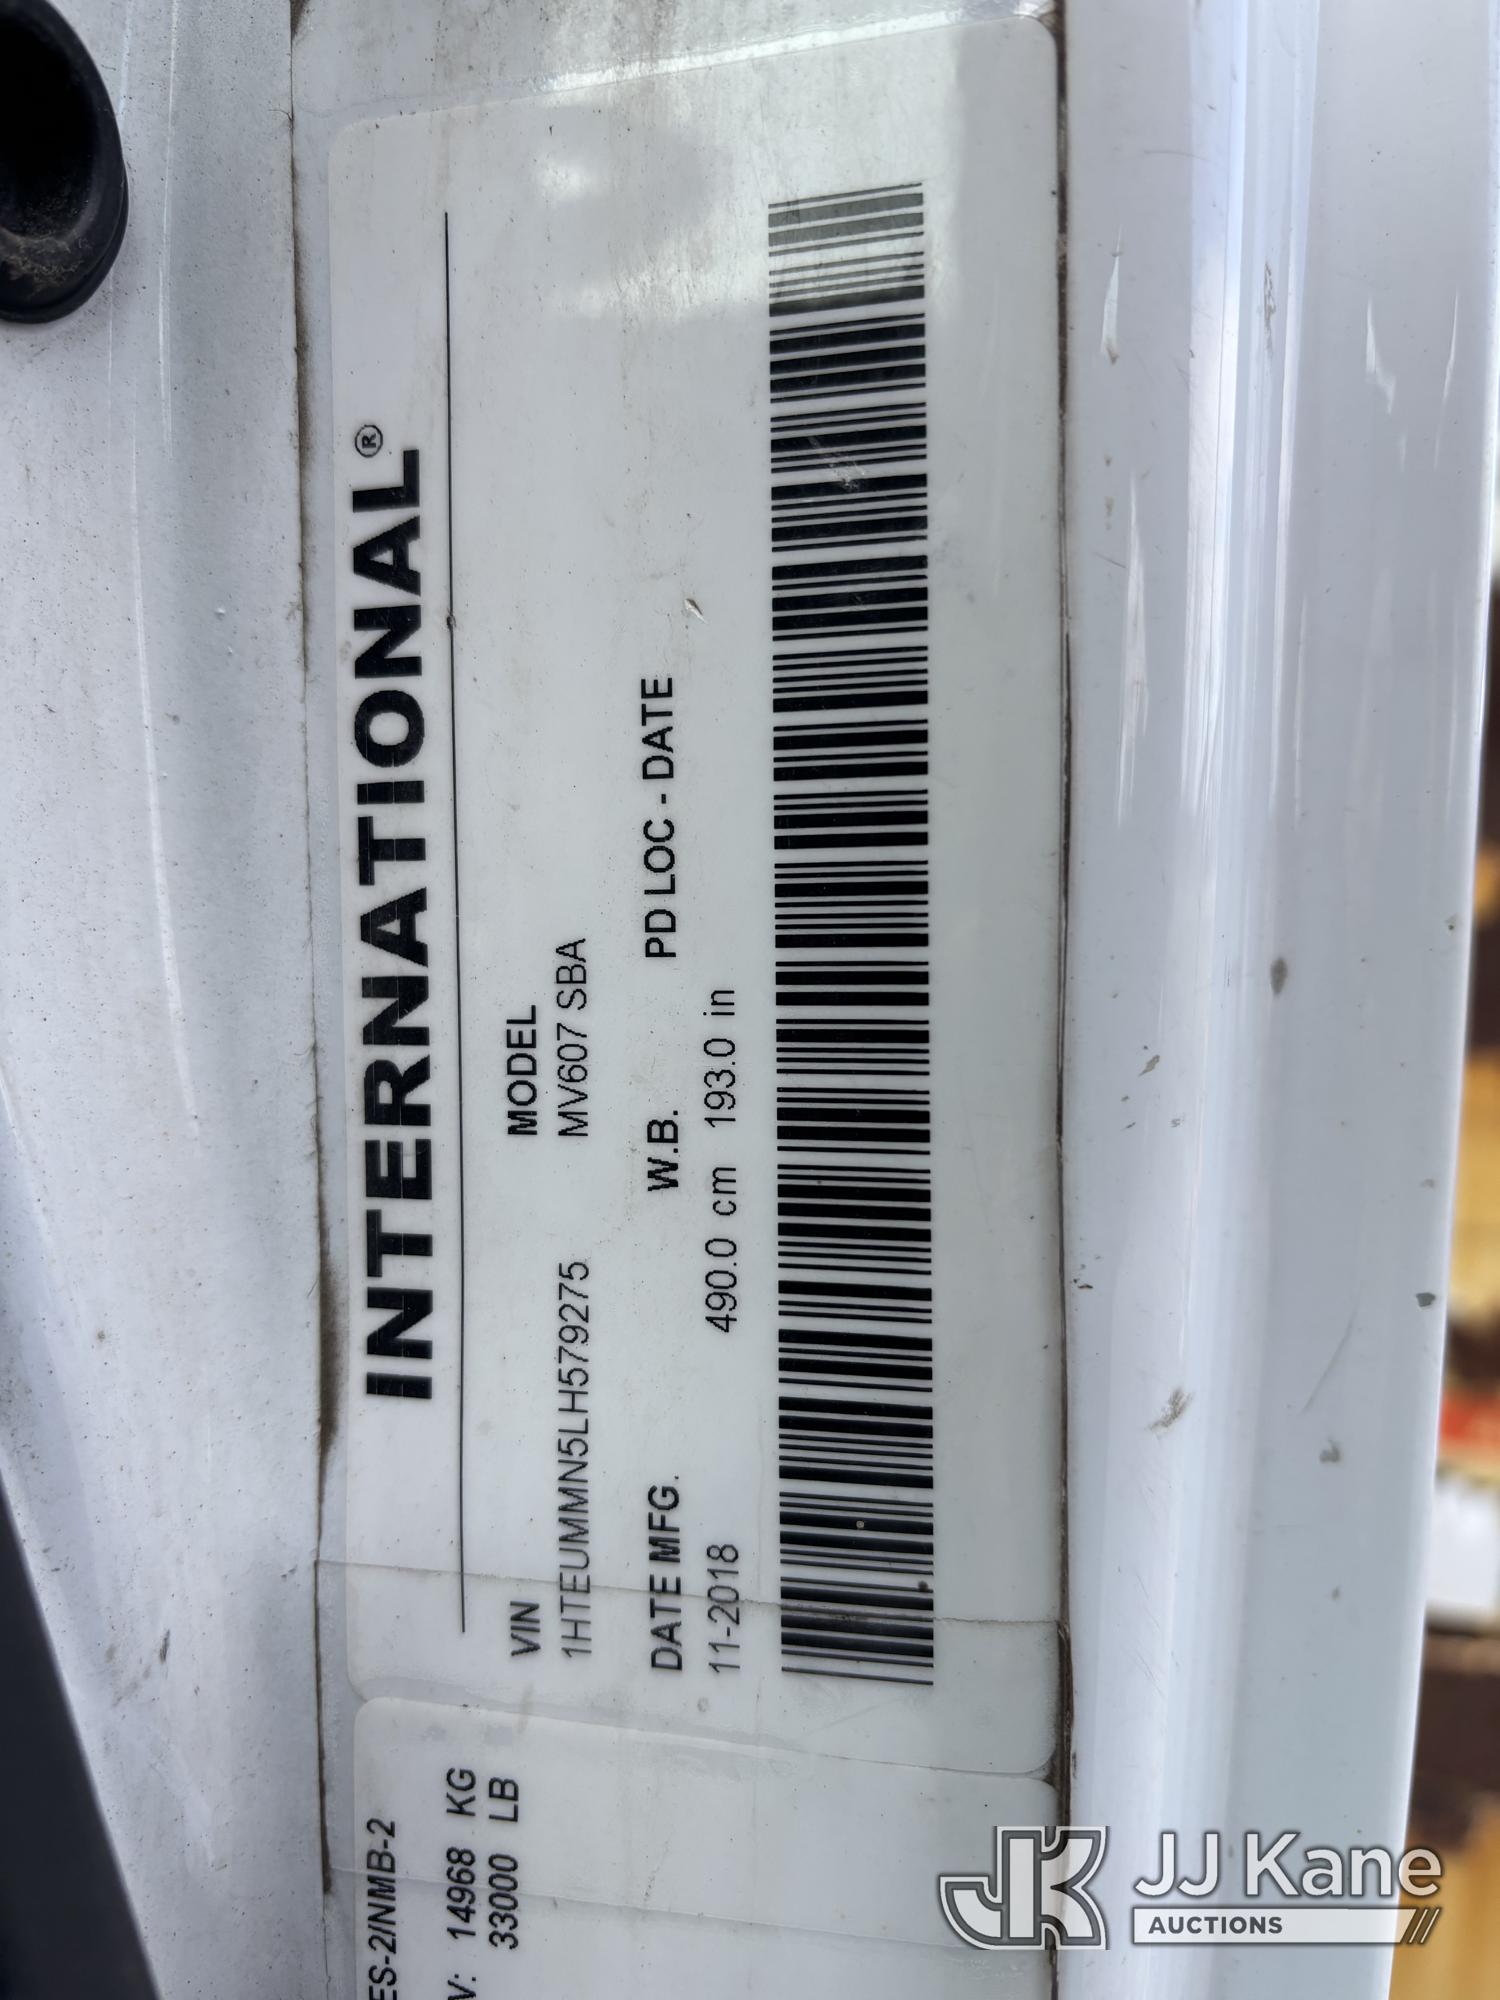 INTERNATIONAL®
VIN MODEL
1HTEUMMN5LH579275 MV607 SBA
DATE MFG. W.B. PD LOC - DATE
11-2018 490.0 cm 193.0 in
ES-2/NMB-2
V: 14968 KG
33000 LB
JK JJ Kane
AUCTIONS